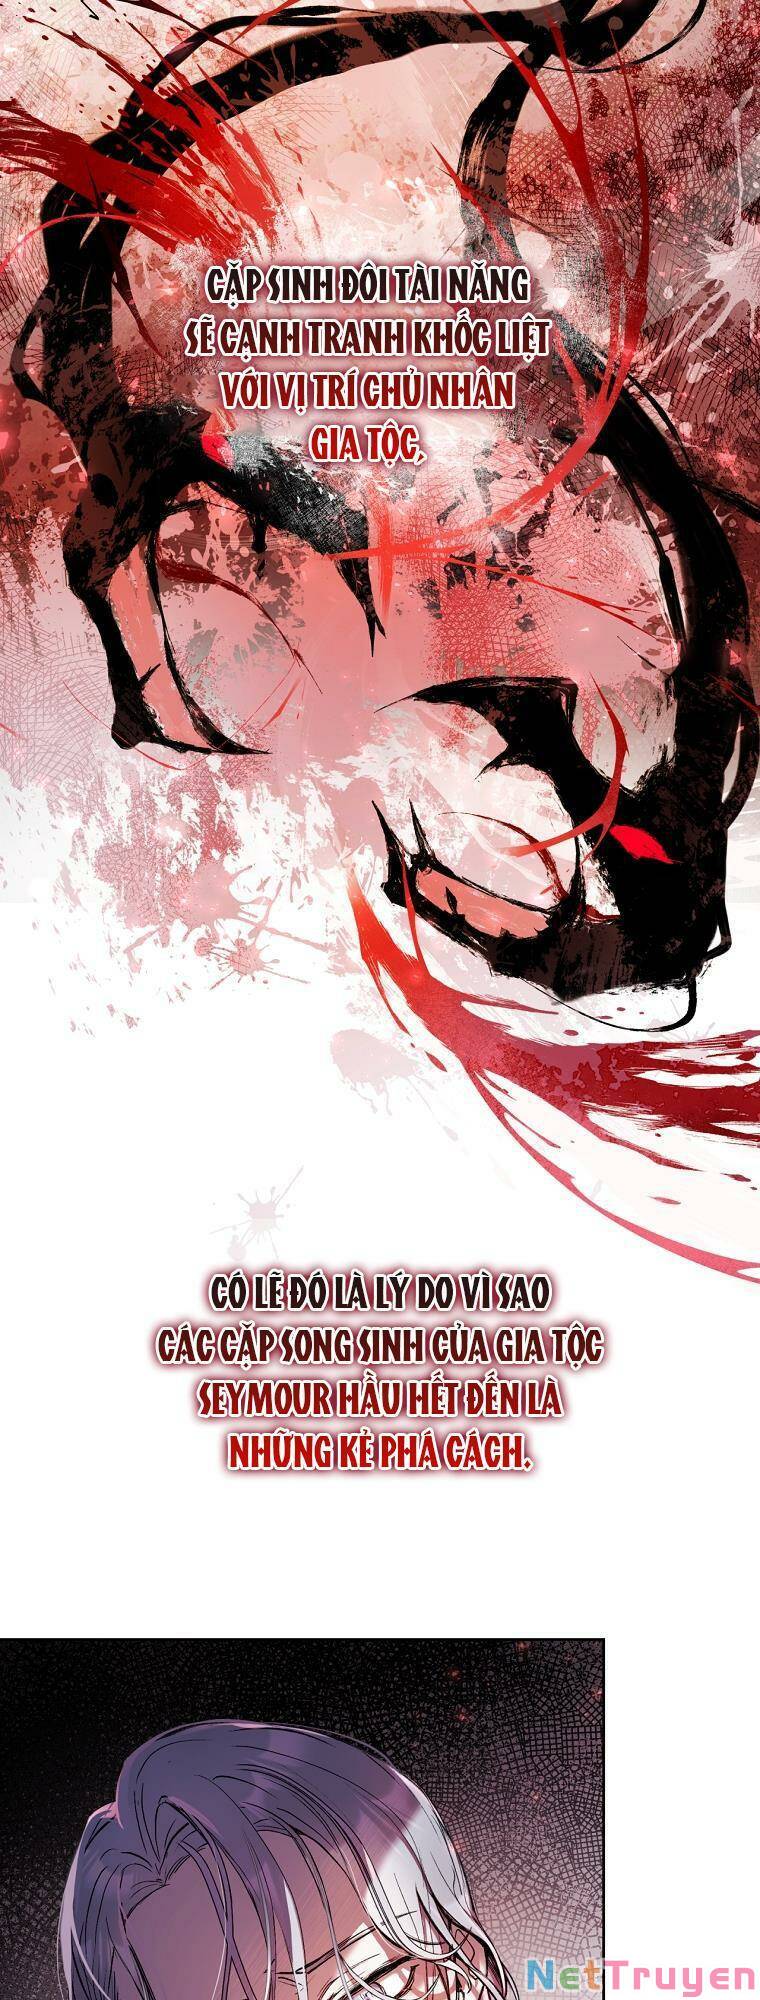 CẶP SINH ĐÔI TÀI NĂNG
SẼ CẠNH TRANH KHỐC LIỆT
VỚI VỊ TRÍ CHỦ NHÂN
GIA TỘC,
CÓ LẼ ĐÓ LÀ LÝ DO VÌ SAO
CÁC CẶP SONG SINH CỦA GIA TỘC
SEYMOUR HẦU HẾT ĐẾN LÀ
NHỮNG KẺ PHÁ CÁCH.
NetTruyen